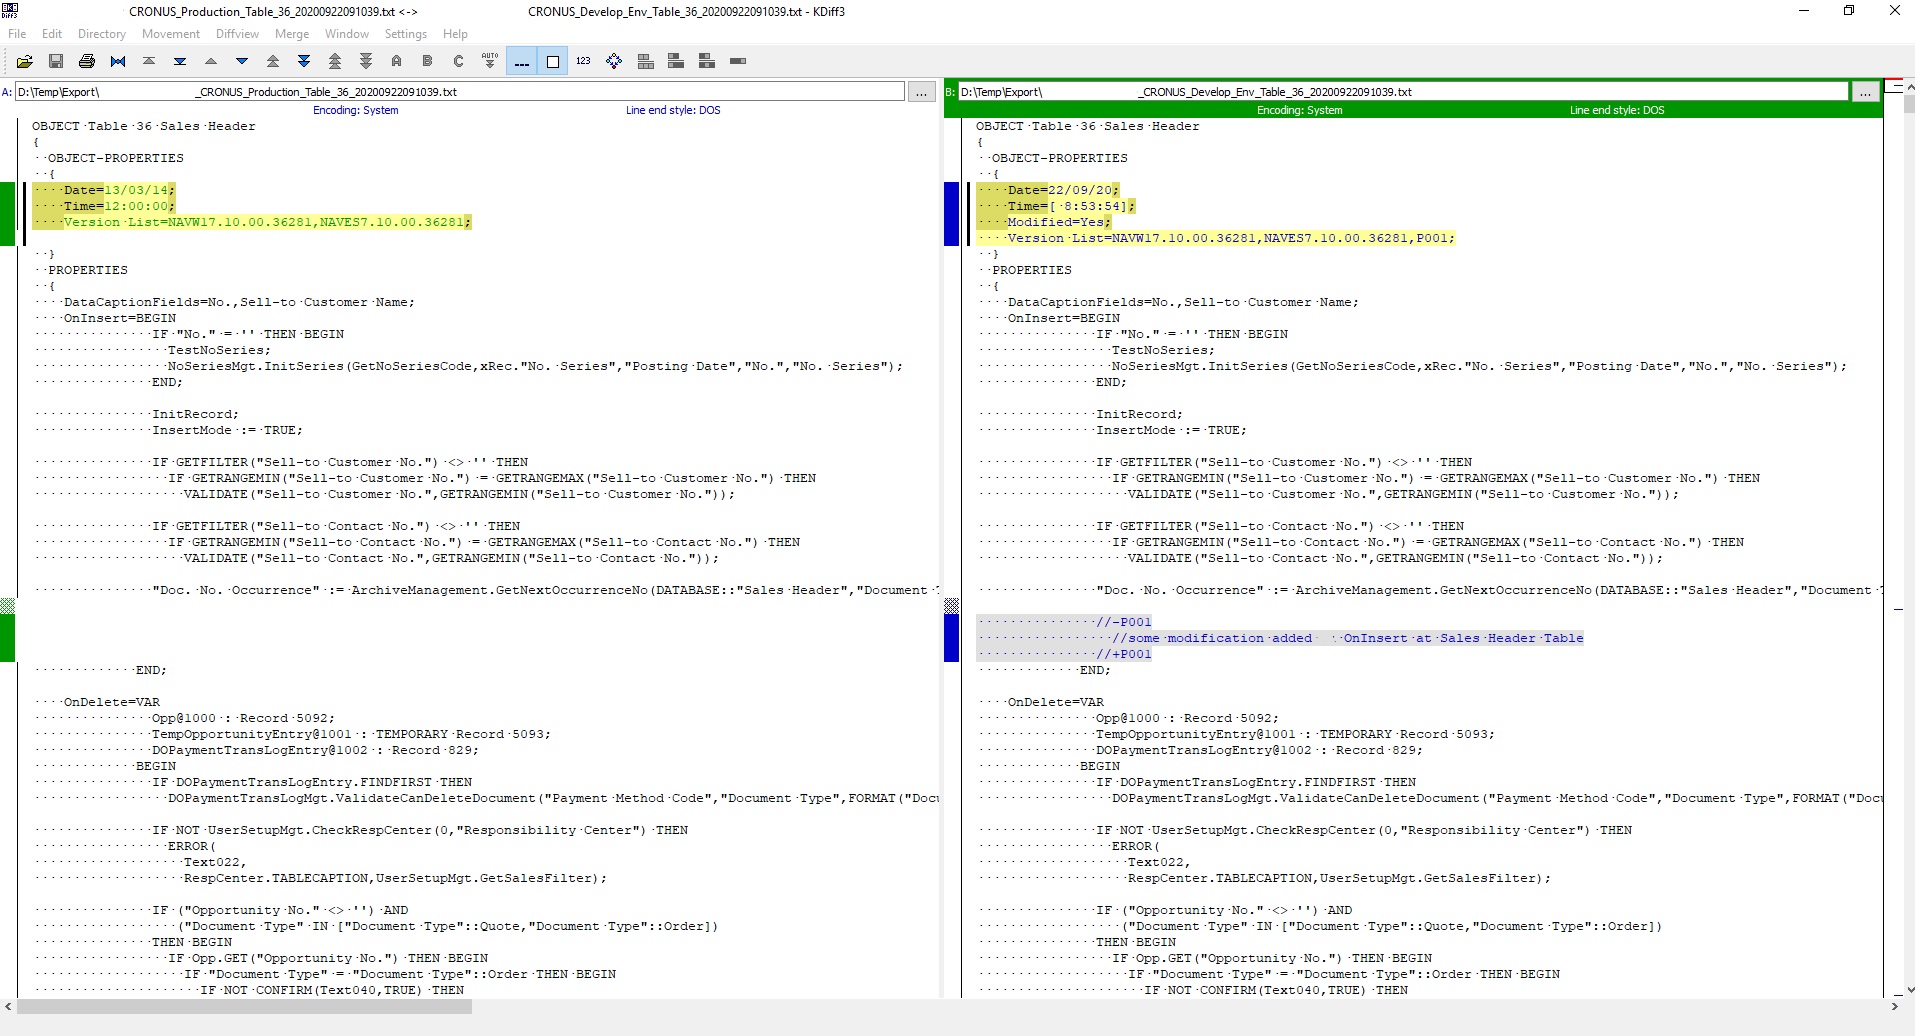 CRONUS_Production_Table_36_20200922091039.txt <-> CRONUS_Develop_Env_Table_36_20200922091039.txt - KDiff3
File Edit Directory Movement Diffview Merge Window Settings Help
A B C AUTO 123
A: D:\Temp\Export\ _CRONUS_Production_Table_36_20200922091039.txt ...
Encoding: System Line end style: DOS
OBJECT Table 36 Sales Header
{
OBJECT-PROPERTIES
{
Date=13/03/14;
Time=12:00:00;
Version List=NAVW17.10.00.36281,NAVES7.10.00.36281;
}
PROPERTIES
{
DataCaptionFields=No.,Sell-to Customer Name;
OnInsert=BEGIN
IF "No." = '' THEN BEGIN
TestNoSeries;
NoSeriesMgt.InitSeries(GetNoSeriesCode,xRec."No. Series","Posting Date","No.","No. Series");
END;
InitRecord;
InsertMode := TRUE;
IF GETFILTER("Sell-to Customer No.") <> '' THEN
IF GETRANGEMIN("Sell-to Customer No.") = GETRANGEMAX("Sell-to Customer No.") THEN
VALIDATE("Sell-to Customer No.",GETRANGEMIN("Sell-to Customer No."));
IF GETFILTER("Sell-to Contact No.") <> '' THEN
IF GETRANGEMIN("Sell-to Contact No.") = GETRANGEMAX("Sell-to Contact No.") THEN
VALIDATE("Sell-to Contact No.",GETRANGEMIN("Sell-to Contact No."));
"Doc. No. Occurrence" := ArchiveManagement.GetNextOccurrenceNo(DATABASE::"Sales Header","Document
END;
OnDelete=VAR
Opp@1000 : Record 5092;
TempOpportunityEntry@1001 : TEMPORARY Record 5093;
DOPaymentTransLogEntry@1002 : Record 829;
BEGIN
IF DOPaymentTransLogEntry.FINDFIRST THEN
DOPaymentTransLogMgt.ValidateCanDeleteDocument("Payment Method Code","Document Type",FORMAT("Doc
IF NOT UserSetupMgt.CheckRespCenter(0,"Responsibility Center") THEN
ERROR(
Text022,
RespCenter.TABLECAPTION,UserSetupMgt.GetSalesFilter);
IF ("Opportunity No." <> '') AND
("Document Type" IN ["Document Type"::Quote,"Document Type"::Order])
THEN BEGIN
IF Opp.GET("Opportunity No.") THEN BEGIN
IF "Document Type" = "Document Type"::Order THEN BEGIN
IF NOT CONFIRM(Text040,TRUE) THEN
B: D:\Temp\Export\ _CRONUS_Develop_Env_Table_36_20200922091039.txt ...
Encoding: System Line end style: DOS
OBJECT Table 36 Sales Header
{
OBJECT-PROPERTIES
{
Date=22/09/20;
Time=[ 8:53:54];
Modified=Yes;
Version List=NAVW17.10.00.36281,NAVES7.10.00.36281,P001;
}
PROPERTIES
{
DataCaptionFields=No.,Sell-to Customer Name;
OnInsert=BEGIN
IF "No." = '' THEN BEGIN
TestNoSeries;
NoSeriesMgt.InitSeries(GetNoSeriesCode,xRec."No. Series","Posting Date","No.","No. Series");
END;
InitRecord;
InsertMode := TRUE;
IF GETFILTER("Sell-to Customer No.") <> '' THEN
IF GETRANGEMIN("Sell-to Customer No.") = GETRANGEMAX("Sell-to Customer No.") THEN
VALIDATE("Sell-to Customer No.",GETRANGEMIN("Sell-to Customer No."));
IF GETFILTER("Sell-to Contact No.") <> '' THEN
IF GETRANGEMIN("Sell-to Contact No.") = GETRANGEMAX("Sell-to Contact No.") THEN
VALIDATE("Sell-to Contact No.",GETRANGEMIN("Sell-to Contact No."));
"Doc. No. Occurrence" := ArchiveManagement.GetNextOccurrenceNo(DATABASE::"Sales Header","Document
//-P001
//some modification added OnInsert at Sales Header Table
//+P001
END;
OnDelete=VAR
Opp@1000 : Record 5092;
TempOpportunityEntry@1001 : TEMPORARY Record 5093;
DOPaymentTransLogEntry@1002 : Record 829;
BEGIN
IF DOPaymentTransLogEntry.FINDFIRST THEN
DOPaymentTransLogMgt.ValidateCanDeleteDocument("Payment Method Code","Document Type",FORMAT("Doc
IF NOT UserSetupMgt.CheckRespCenter(0,"Responsibility Center") THEN
ERROR(
Text022,
RespCenter.TABLECAPTION,UserSetupMgt.GetSalesFilter);
IF ("Opportunity No." <> '') AND
("Document Type" IN ["Document Type"::Quote,"Document Type"::Order])
THEN BEGIN
IF Opp.GET("Opportunity No.") THEN BEGIN
IF "Document Type" = "Document Type"::Order THEN BEGIN
IF NOT CONFIRM(Text040,TRUE) THEN